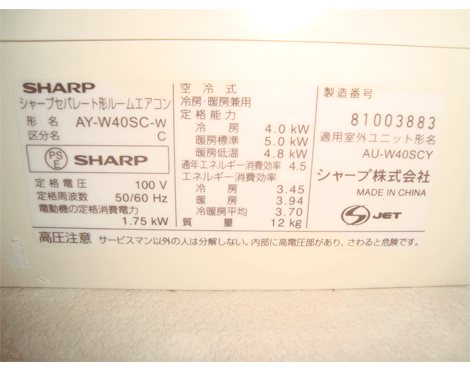 SHARP
シャープセパレート形ルームエアコン
形名 AY-W40SC-W
区分名 C
PS E SHARP
定格電圧 100 V
定格周波数 50/60 Hz
電動機の定格消費電力
1.75 kW
空冷式
冷房・暖房兼用
定格能力
冷房 4.0 kW
暖房標準 5.0 kW
暖房低温 4.8 kW
通年エネルギー消費効率 4.5
エネルギー消費効率
冷房 3.45
暖房 3.94
冷暖房平均 3.70
質量 12 kg
製造番号
81003883
適用室外ユニット形名
AU-W40SCY
シャープ株式会社
MADE IN CHINA
JET
高圧注意 サービスマン以外の人は分解しない。内部に高電圧部があり、さわると危険です。